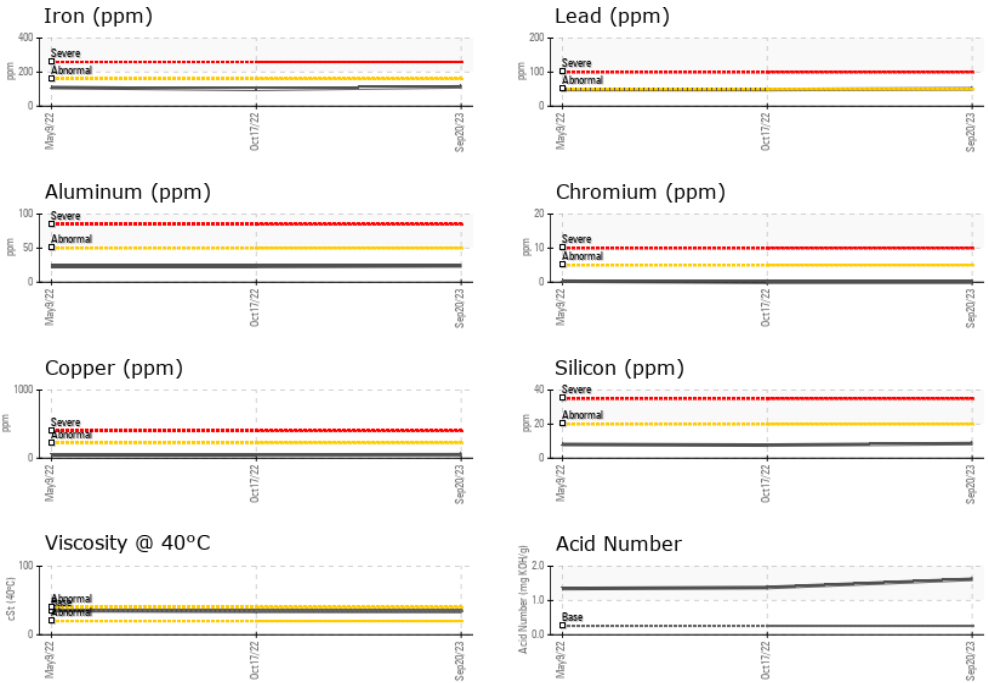 Iron (ppm)
400
200
0
ppm
Severe
Abnormal
May9/22
Oct17/22
Sep20/23
Lead (ppm)
200
100
0
ppm
Severe
Abnormal
May9/22
Oct17/22
Sep20/23
Aluminum (ppm)
100
50
0
ppm
Severe
Abnormal
May9/22
Oct17/22
Sep20/23
Chromium (ppm)
20
10
0
ppm
Severe
Abnormal
May9/22
Oct17/22
Sep20/23
Copper (ppm)
1000
0
ppm
Severe
Abnormal
May9/22
Oct17/22
Sep20/23
Silicon (ppm)
40
20
0
ppm
Severe
Abnormal
May9/22
Oct17/22
Sep20/23
Viscosity @ 40°C
100
0
cSt (40°C)
Abnormal
Base
Abnormal
May9/22
Oct17/22
Sep20/23
Acid Number
2.0
1.0
0.0
Acid Number (mg KOH/g)
Base
May9/22
Oct17/22
Sep20/23